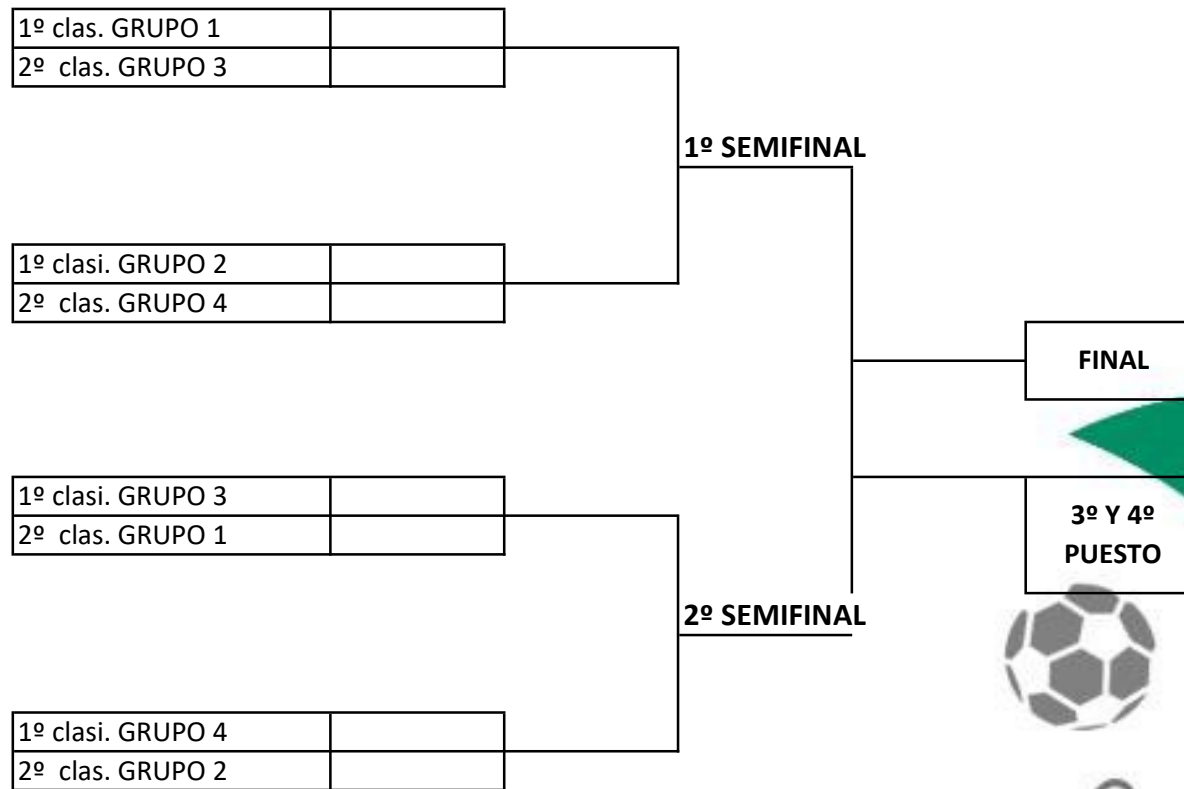 1º clas. GRUPO 1
2º  clas. GRUPO 3
1º SEMIFINAL
1º clasi. GRUPO 2
2º  clas. GRUPO 4
FINAL
1º clasi. GRUPO 3
2º  clas. GRUPO 1
3º Y 4º
PUESTO
2º SEMIFINAL
1º clasi. GRUPO 4
2º  clas. GRUPO 2